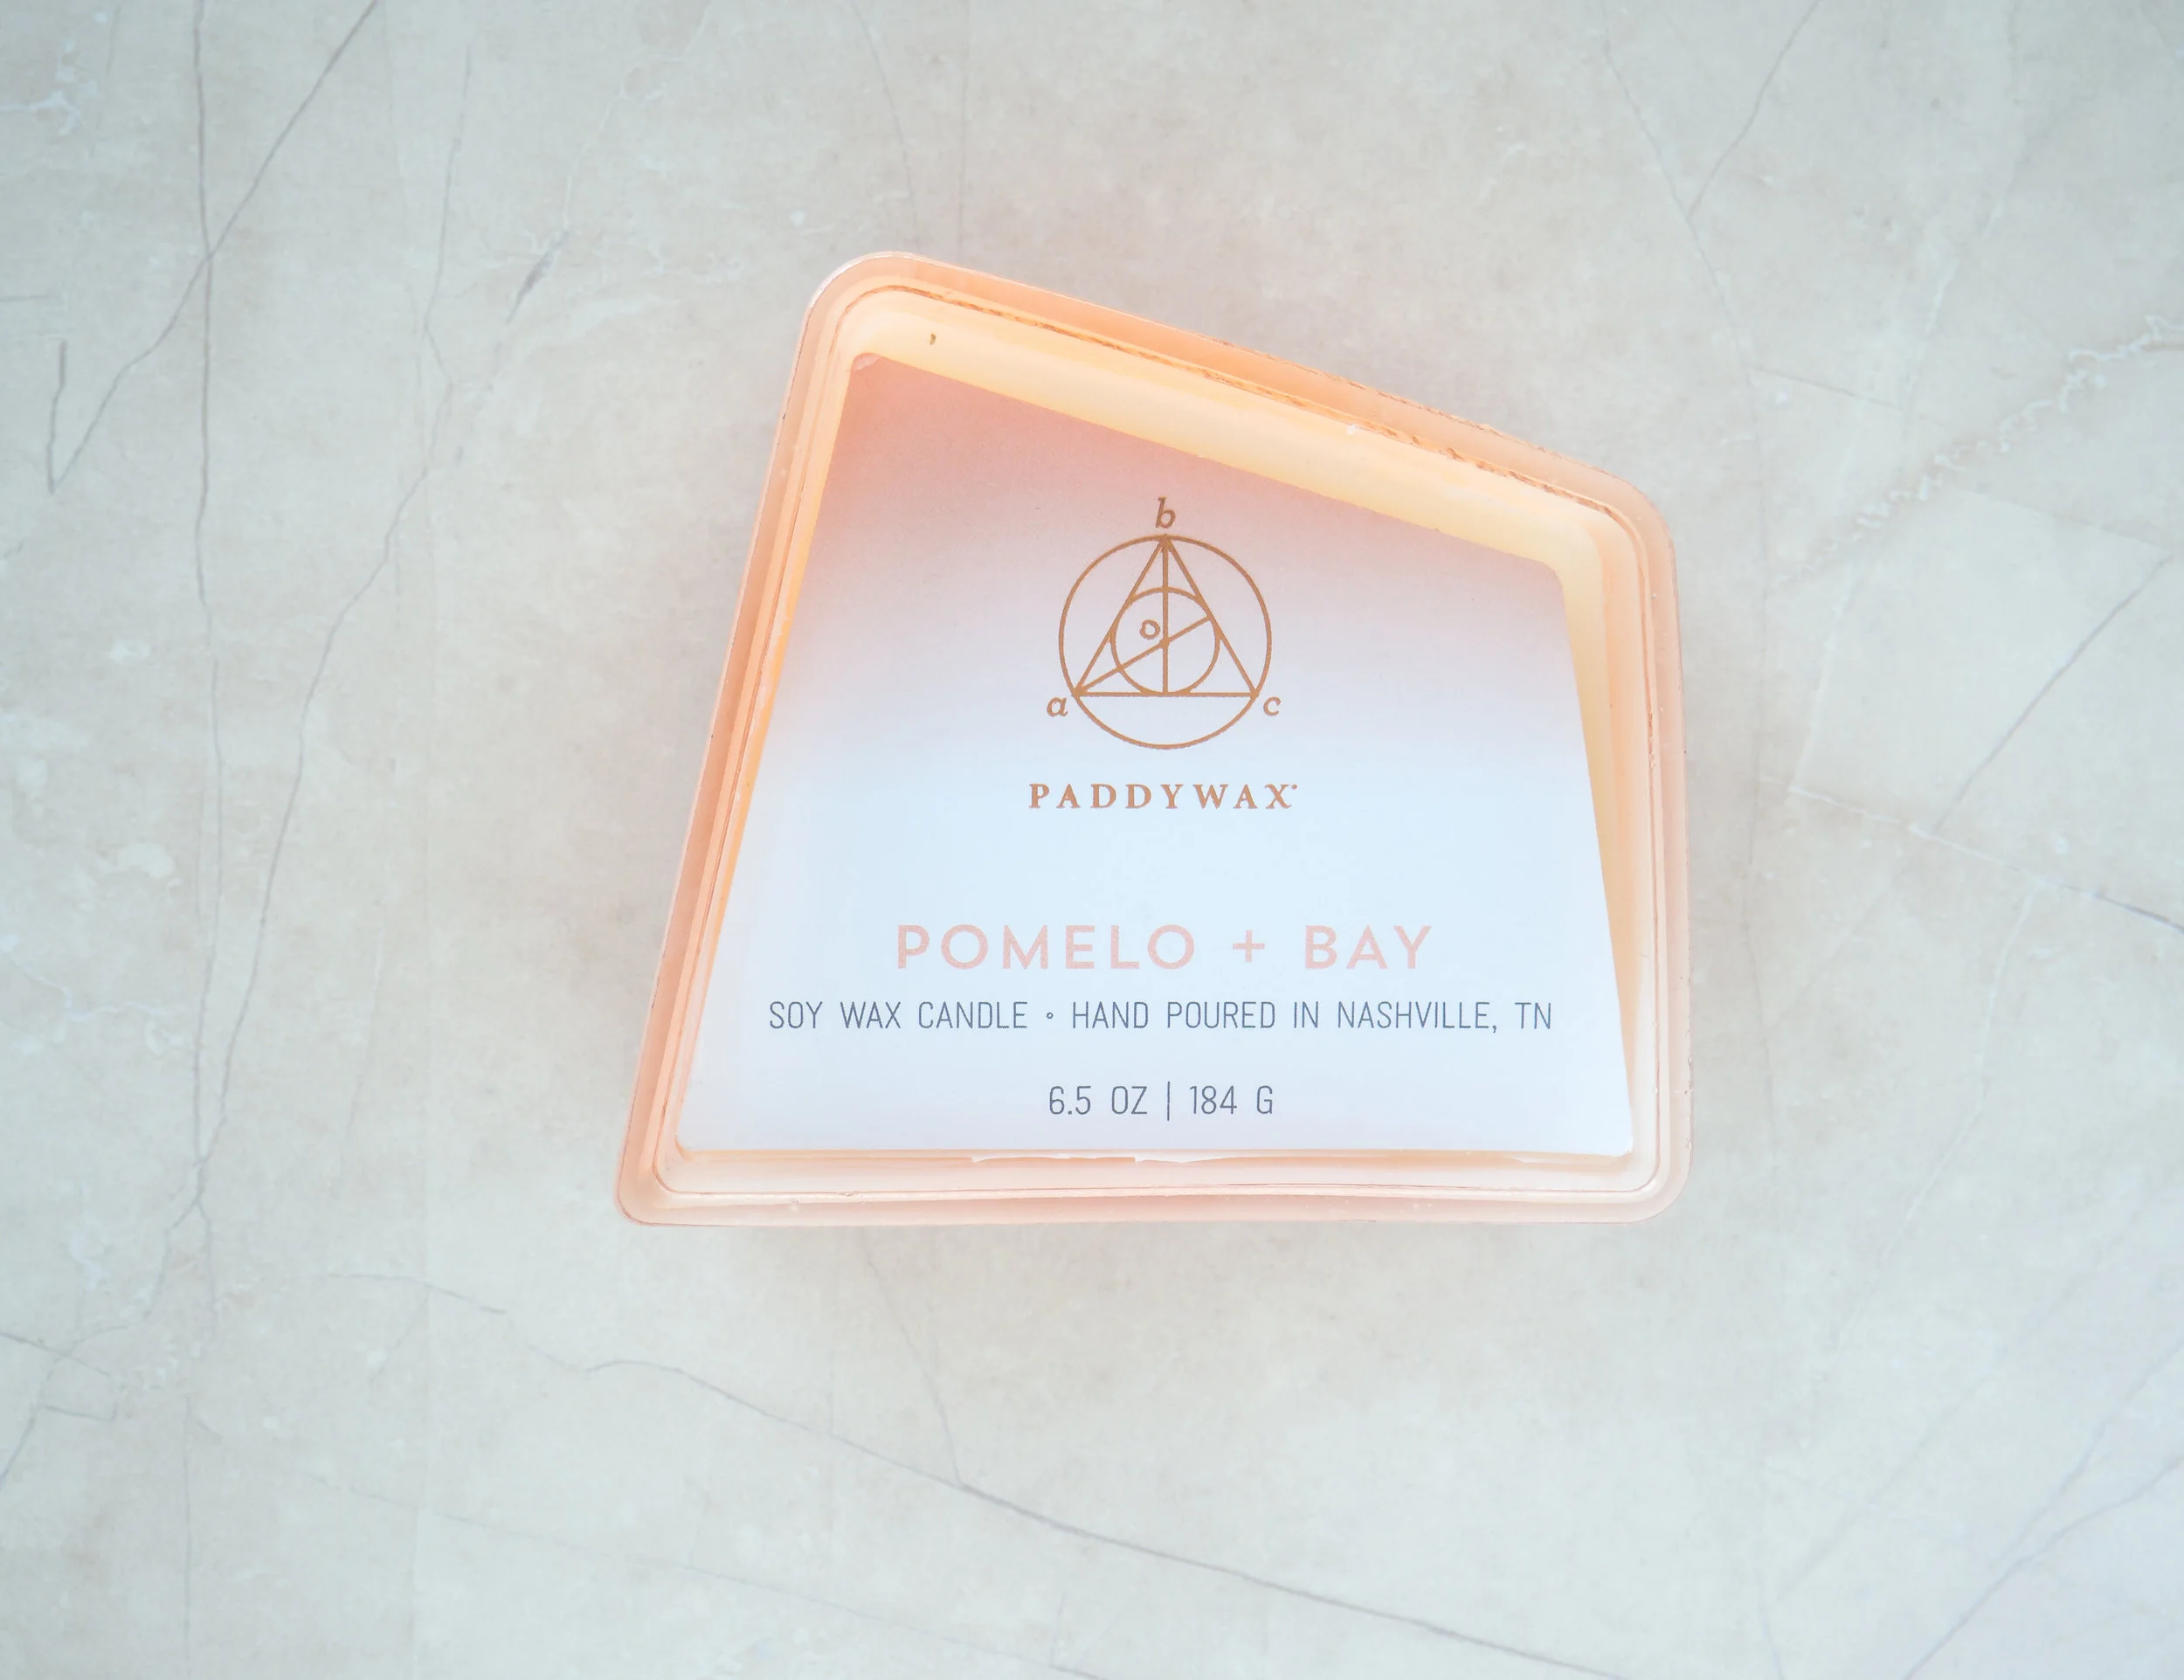 b
o
a c
PADDYWAX
POMELO + BAY
SOY WAX CANDLE • HAND POURED IN NASHVILLE, TN
6.5 OZ | 184 G